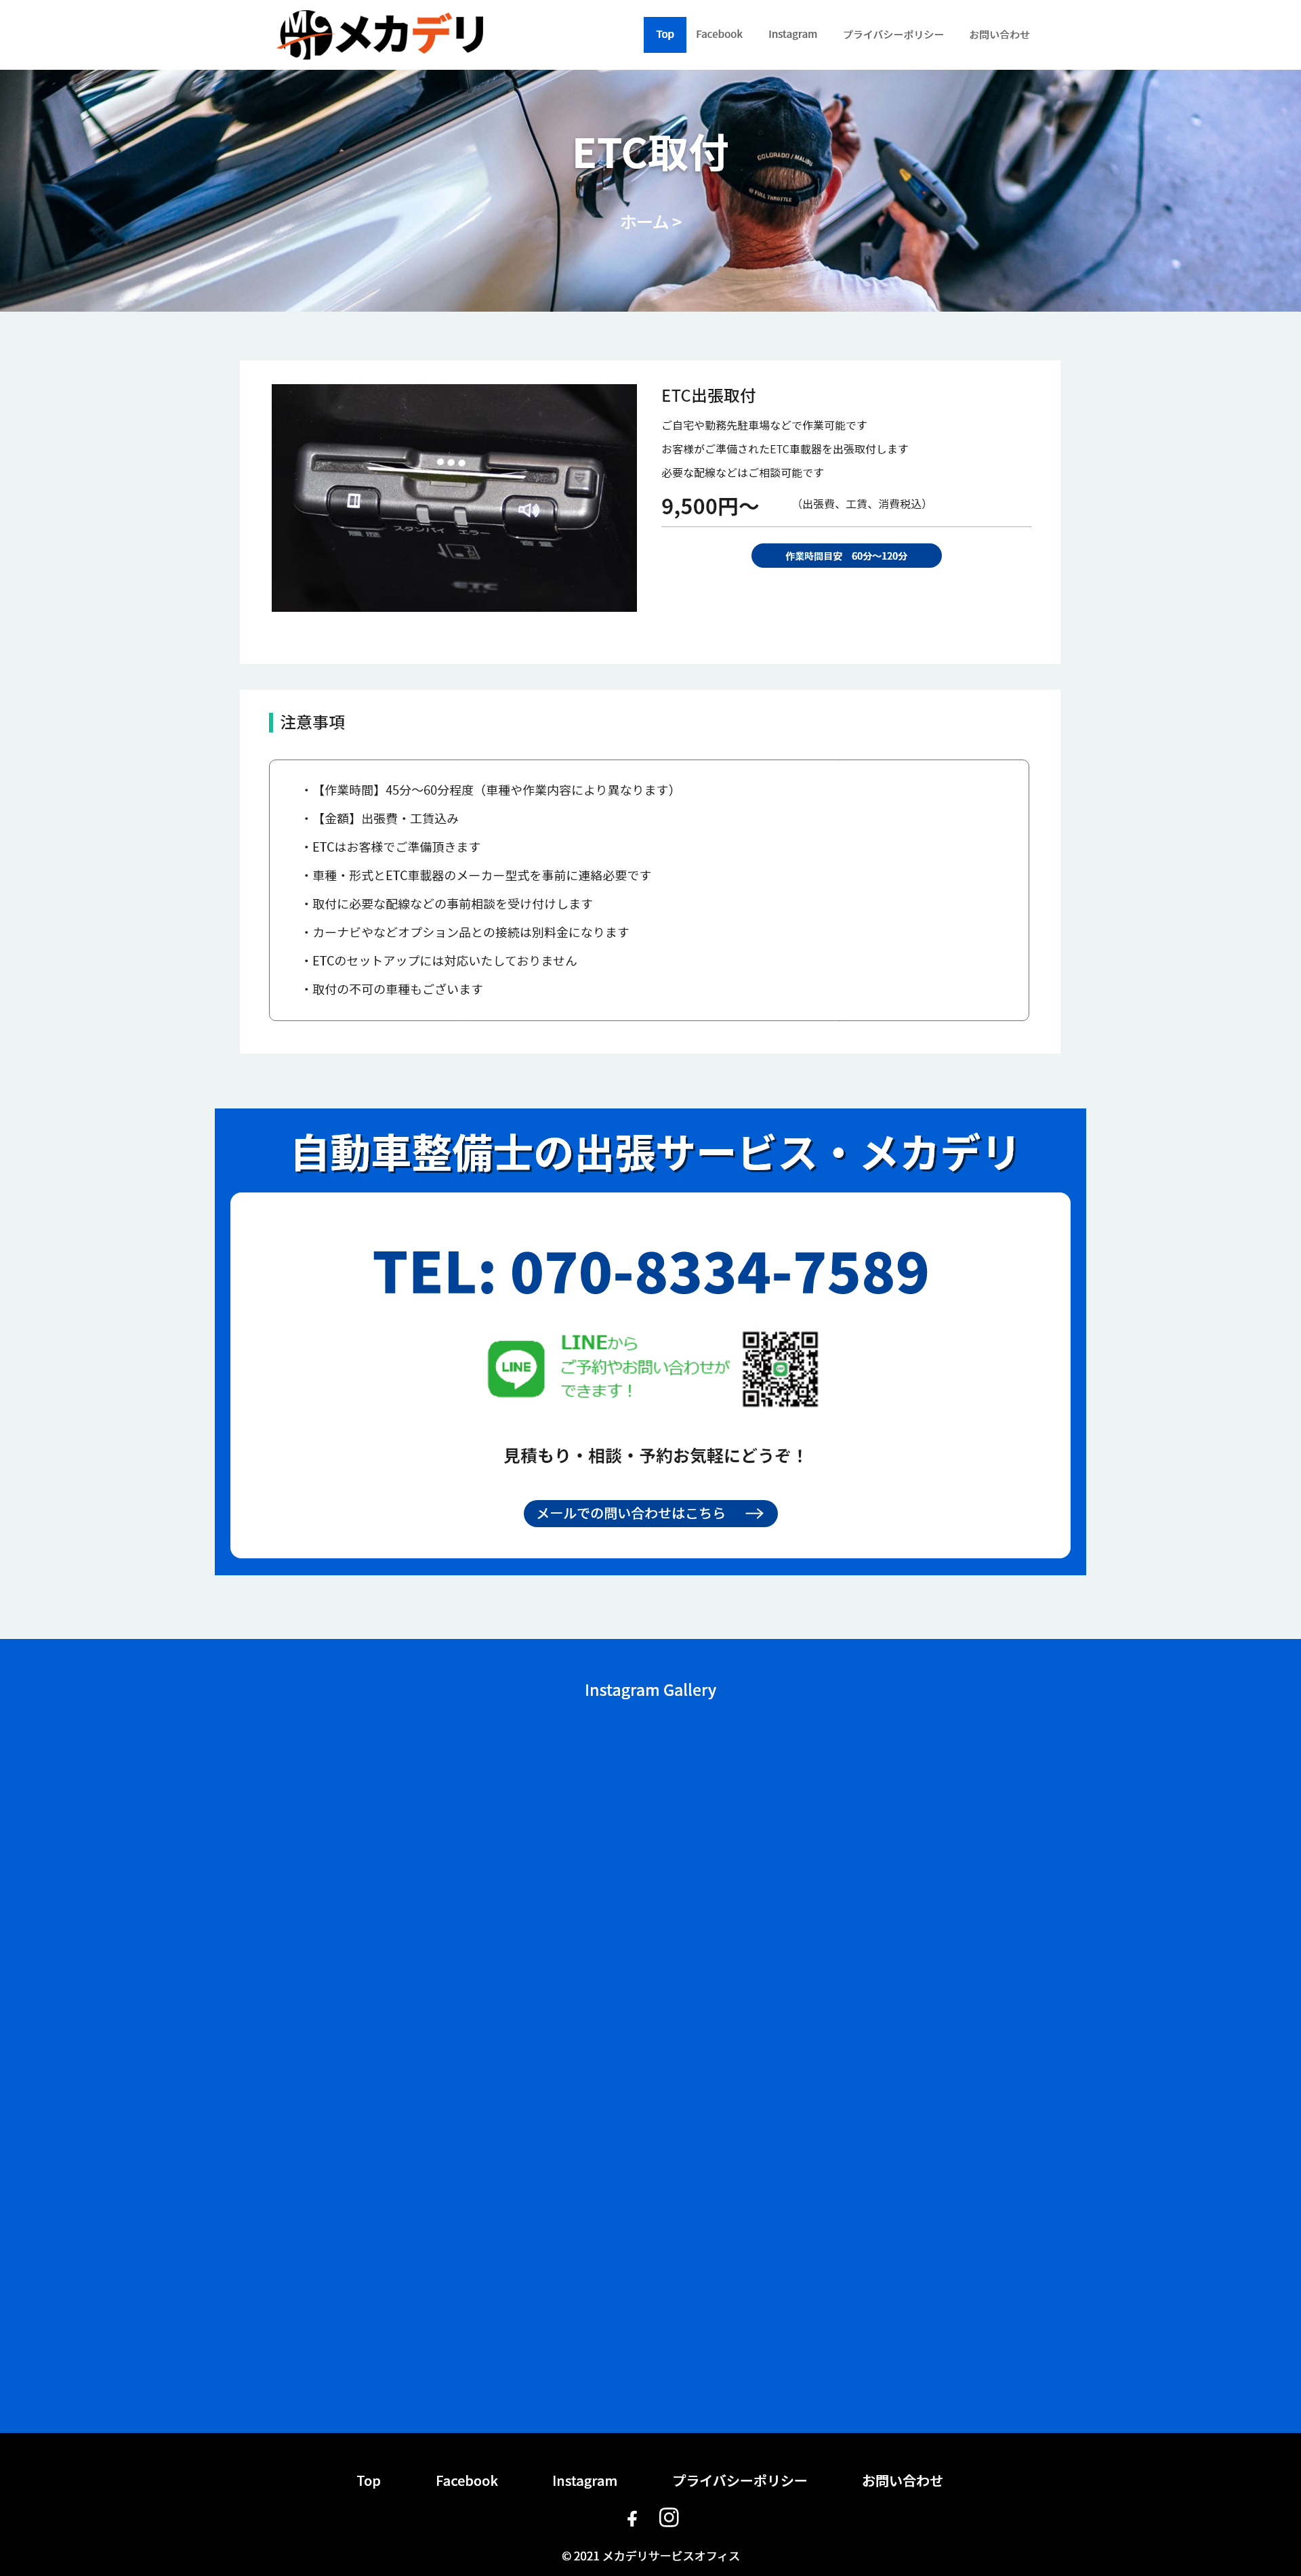 MC メカデリ
Top Facebook Instagram プライバシーポリシー お問い合わせ
ETC取付
ホーム >
COLORADO / MALIBU
FULL THROTTLE
ETC出張取付
ご自宅や勤務先駐車場などで作業可能です
お客様がご準備されたETC車載器を出張取付します
必要な配線などはご相談可能です
9,500円〜 （出張費、工賃、消費税込）
作業時間目安 60分〜120分
スタンバイ エラー
履歴 音量
ETC
注意事項
・【作業時間】45分〜60分程度（車種や作業内容により異なります）
・【金額】出張費・工賃込み
・ETCはお客様でご準備頂きます
・車種・形式とETC車載器のメーカー型式を事前に連絡必要です
・取付に必要な配線などの事前相談を受け付けします
・カーナビやなどオプション品との接続は別料金になります
・ETCのセットアップには対応いたしておりません
・取付の不可の車種もございます
自動車整備士の出張サービス・メカデリ
TEL: 070-8334-7589
LINE
LINEから
ご予約やお問い合わせが
できます！
見積もり・相談・予約お気軽にどうぞ！
メールでの問い合わせはこちら
Instagram Gallery
Top Facebook Instagram プライバシーポリシー お問い合わせ
© 2021 メカデリサービスオフィス